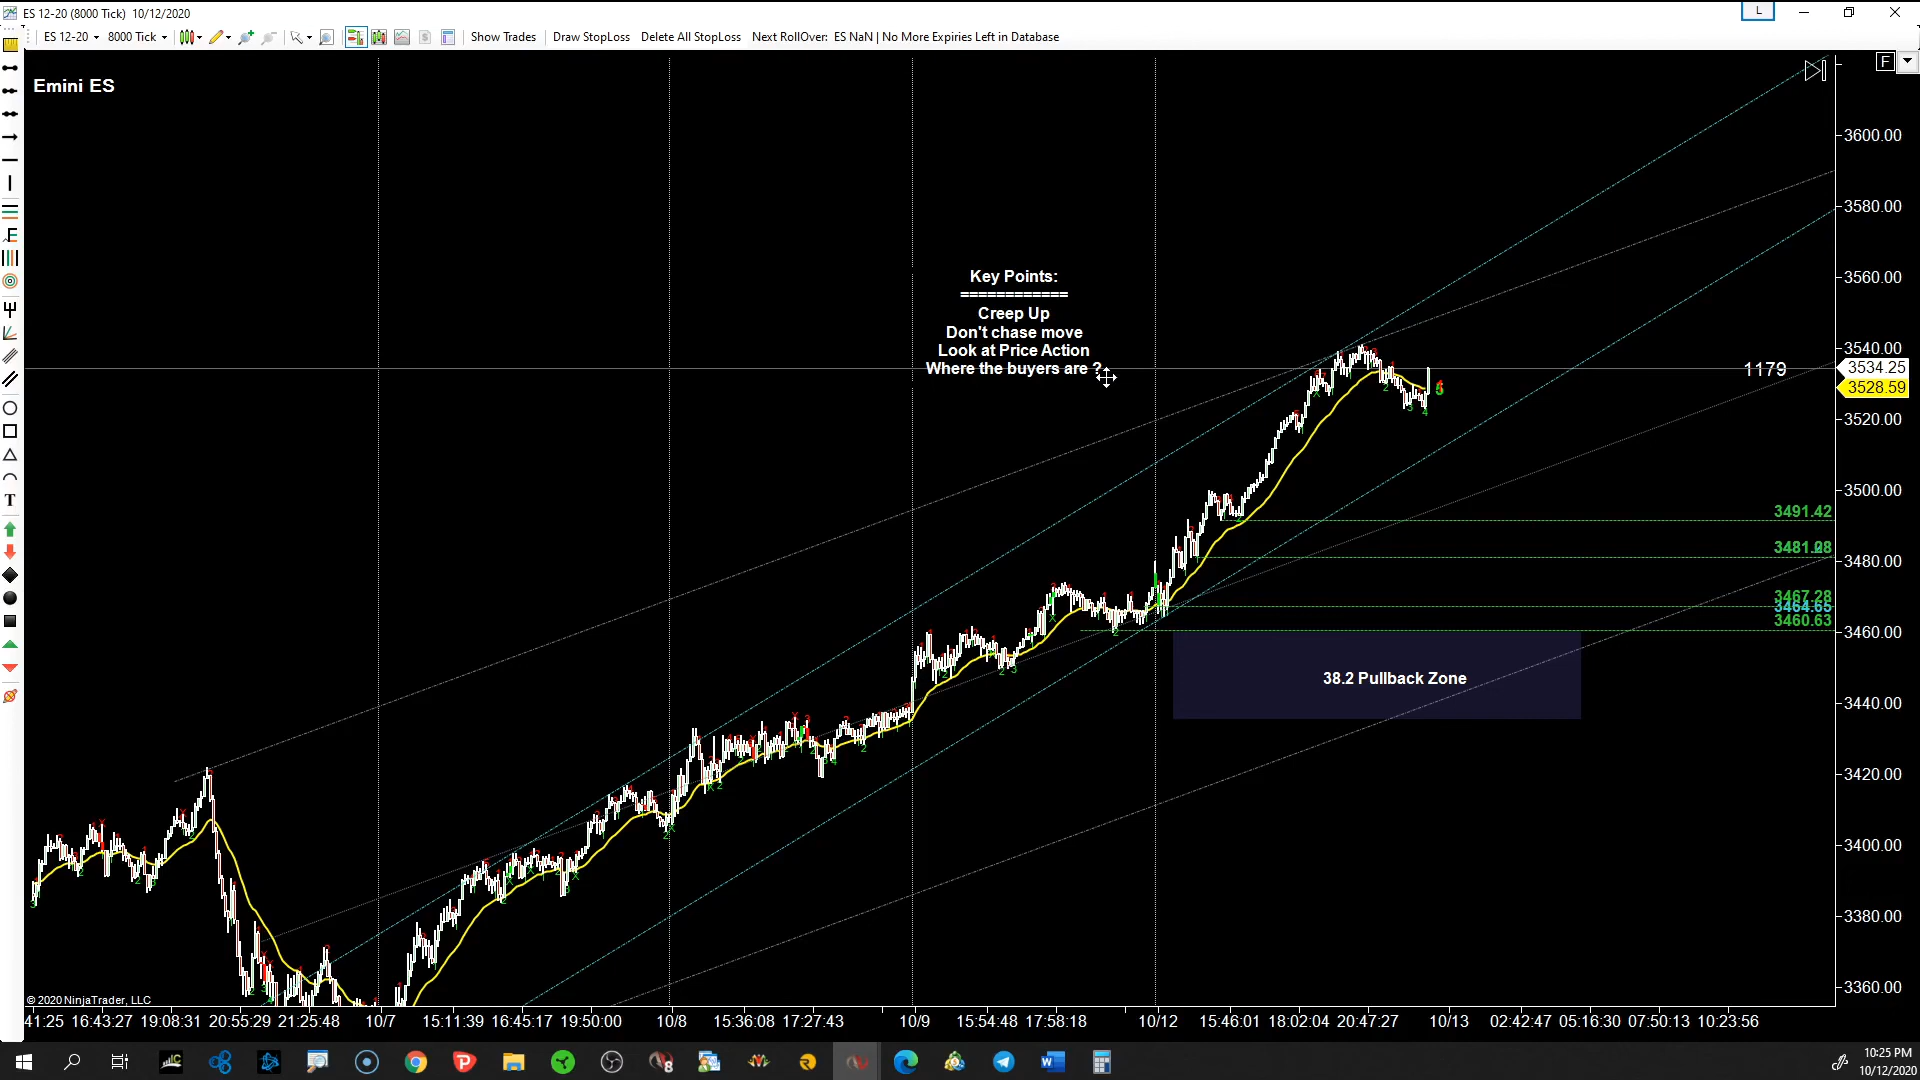 ES 12-20 (8000 Tick)  10/12/2020
L
ES 12-20
8000 Tick
Show Trades
Draw StopLoss
Delete All StopLoss
Next RollOver:  ES NaN | No More Expiries Left in Database
F
Emini ES
Key Points:
============
Creep Up
Don't chase move
Look at Price Action
Where the buyers are ?
3600.00
3580.00
3560.00
3540.00
1179
3534.25
3528.59
3520.00
3500.00
3491.42
3480.00
3467.28
3464.65
3460.63
3460.00
38.2 Pullback Zone
3440.00
3420.00
3400.00
3380.00
3360.00
© 2020 NinjaTrader, LLC
41:25 16:43:27 19:08:31 20:55:29 21:25:48 10/7 15:11:39 16:45:17 19:50:00 10/8 15:36:08 17:27:43 10/9 15:54:48 17:58:18 10/12 15:46:01 18:02:04 20:47:27 10/13 02:42:47 05:16:30 07:50:13 10:23:56
10:25 PM
10/12/2020